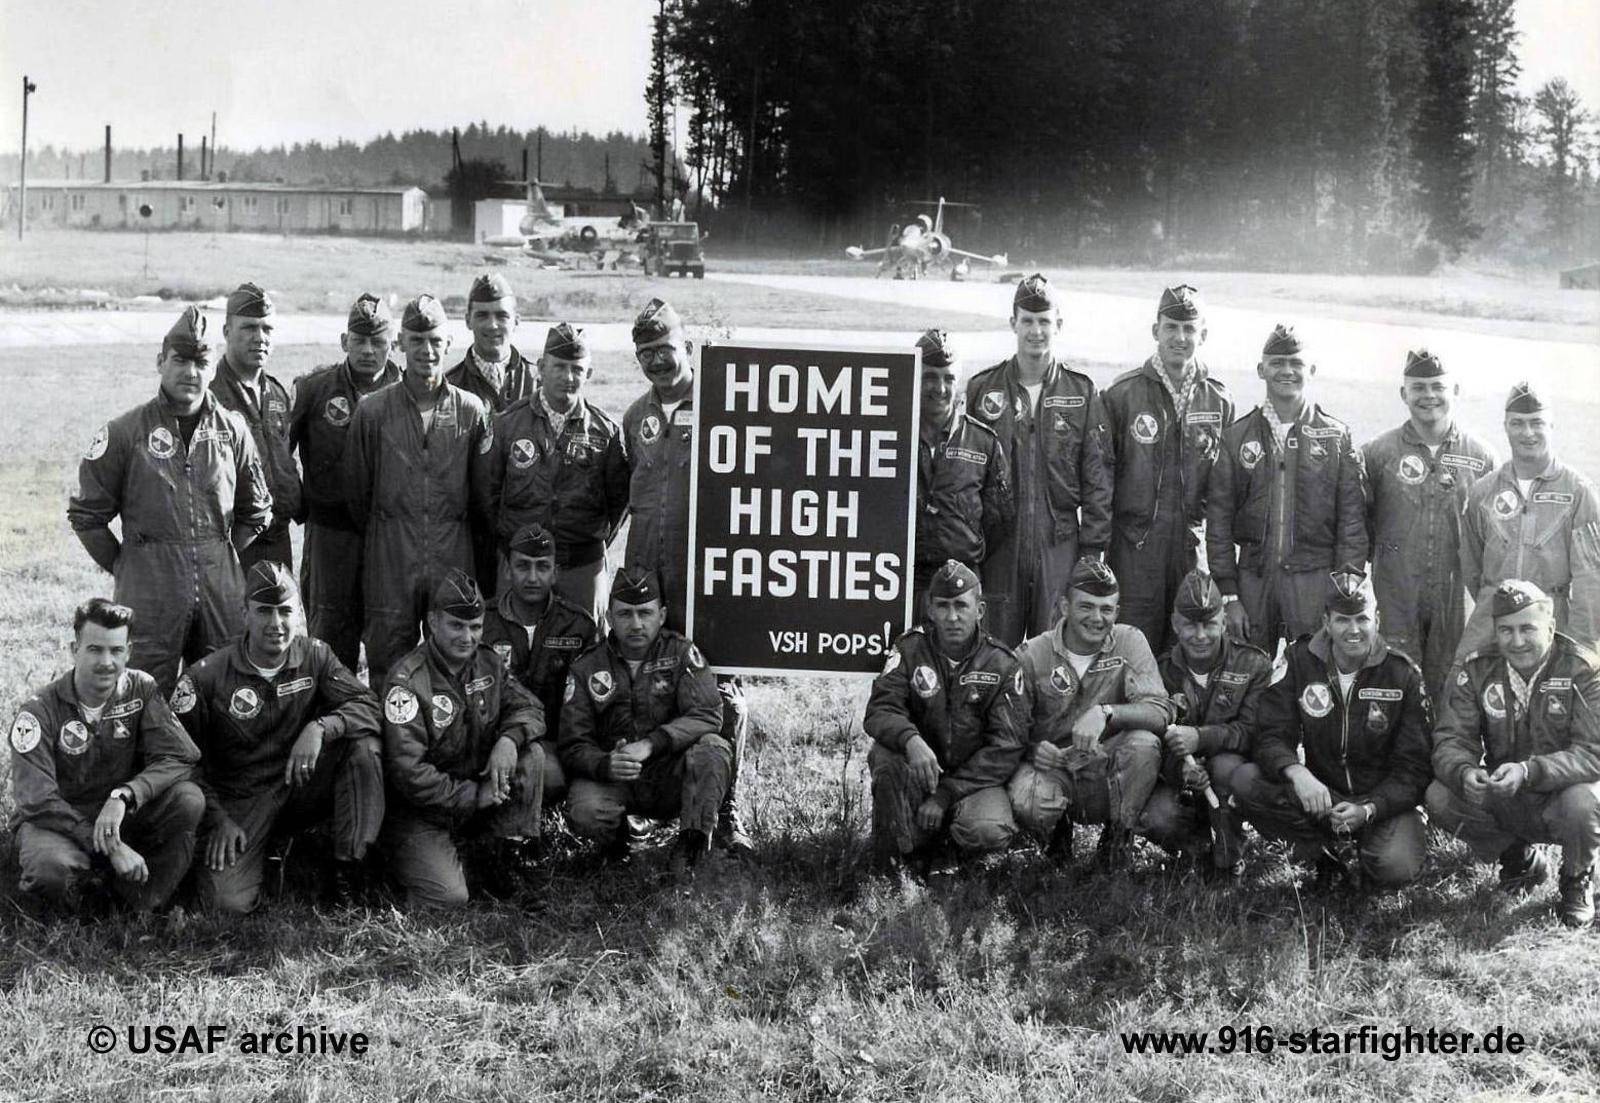 HOME
OF THE
HIGH
FASTIES
VSH POPS!
© USAF archive
www.916-starfighter.de